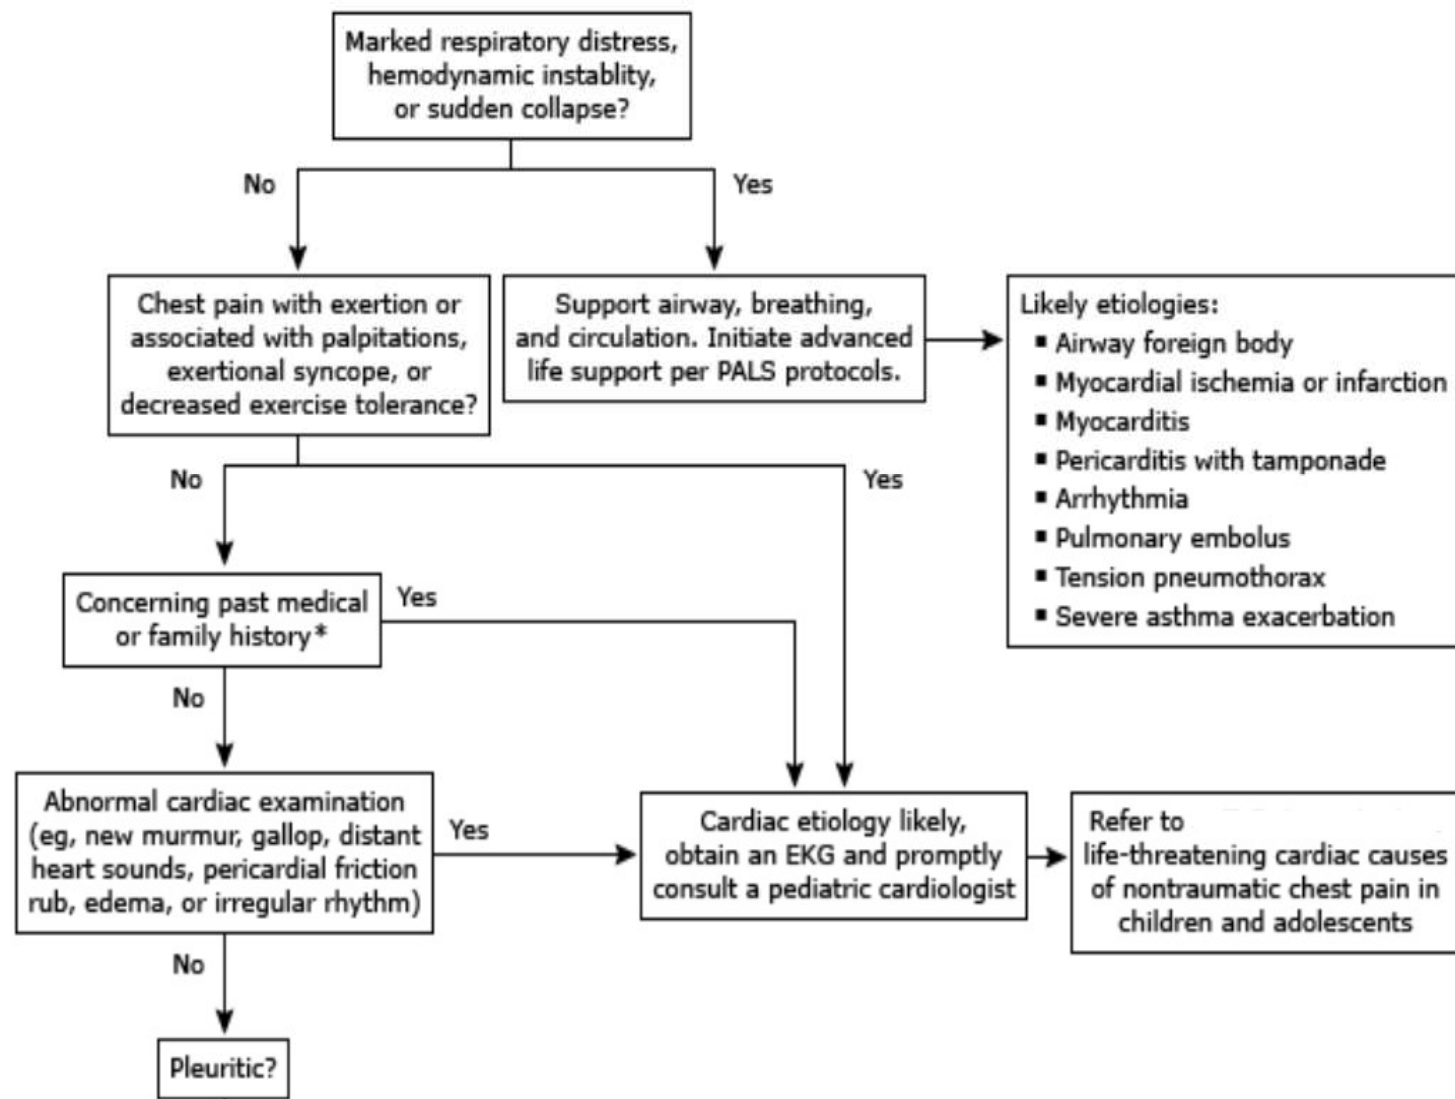 Marked respiratory distress,
hemodynamic instablity,
or sudden collapse?
No
Yes
Chest pain with exertion or
associated with palpitations,
exertional syncope, or
decreased exercise tolerance?
Support airway, breathing,
and circulation. Initiate advanced
life support per PALS protocols.
Likely etiologies:
▪ Airway foreign body
▪ Myocardial ischemia or infarction
▪ Myocarditis
▪ Pericarditis with tamponade
▪ Arrhythmia
▪ Pulmonary embolus
▪ Tension pneumothorax
▪ Severe asthma exacerbation
No
Yes
Concerning past medical
or family history*
Yes
No
Abnormal cardiac examination
(eg, new murmur, gallop, distant
heart sounds, pericardial friction
rub, edema, or irregular rhythm)
Yes
Cardiac etiology likely,
obtain an EKG and promptly
consult a pediatric cardiologist
Refer to
life-threatening cardiac causes
of nontraumatic chest pain in
children and adolescents
No
Pleuritic?